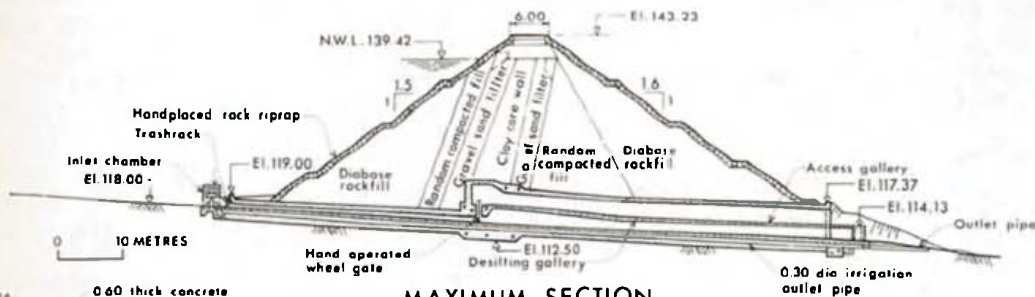 6.00
El. 143.23
N.W.L. 139.42
1.5
1
1.6
1
Handplaced rock riprap
Trashrack
Inlet chamber
El. 118.00
El. 119.00
Diabase
rockfill
Random compacted fill
Gravel sand fillter
Clay core wall
sand filter
Random
compacted
fill
Diabase
rockfill
Access gallery
El. 117.37
El. 114.13
Outlet pipe
0
10 METRES
Hand operated
wheel gate
El. 112.50
Desilting gallery
0.30 dia irrigation
outlet pipe
0.60 thick concrete
MAXIMUM SECTION